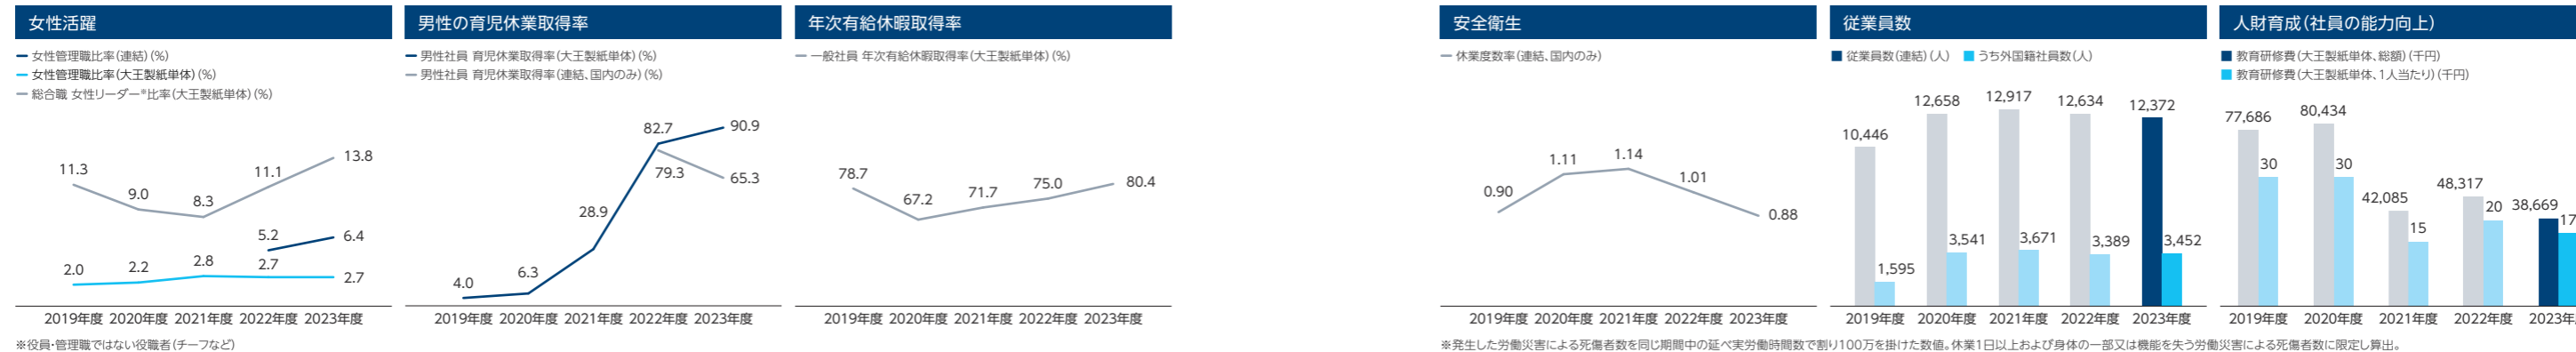 女性活躍
女性管理職比率(連結)(%)
女性管理職比率(大王製紙単体)(%)
総合職 女性リーダー※比率(大王製紙単体)(%)
11.3
9.0
8.3
11.1
13.8
5.2
6.4
2.0
2.2
2.8
2.7
2.7
2019年度 2020年度 2021年度 2022年度 2023年度
※役員・管理職ではない役職者(チーフなど)
男性の育児休業取得率
男性社員 育児休業取得率(大王製紙単体)(%)
男性社員 育児休業取得率(連結、国内のみ)(%)
4.0
6.3
28.9
82.7
90.9
79.3
65.3
2019年度 2020年度 2021年度 2022年度 2023年度
年次有給休暇取得率
一般社員 年次有給休暇取得率(大王製紙単体)(%)
78.7
67.2
71.7
75.0
80.4
2019年度 2020年度 2021年度 2022年度 2023年度
安全衛生
休業度数率(連結、国内のみ)
0.90
1.11
1.14
1.01
0.88
2019年度 2020年度 2021年度 2022年度 2023年度
従業員数
従業員数(連結)(人) うち外国籍社員数(人)
10,446
12,658
12,917
12,634
12,372
1,595
3,541
3,671
3,389
3,452
2019年度 2020年度 2021年度 2022年度 2023年度
人財育成(社員の能力向上)
教育研修費(大王製紙単体、総額)(千円)
教育研修費(大王製紙単体、1人当たり)(千円)
77,686
80,434
42,085
48,317
38,669
30
30
15
20
17
2019年度 2020年度 2021年度 2022年度 2023年
※発生した労働災害による死傷者数を同じ期間中の延べ実労働時間数で割り100万を掛けた数値。休業1日以上および身体の一部又は機能を失う労働災害による死傷者数に限定し算出。